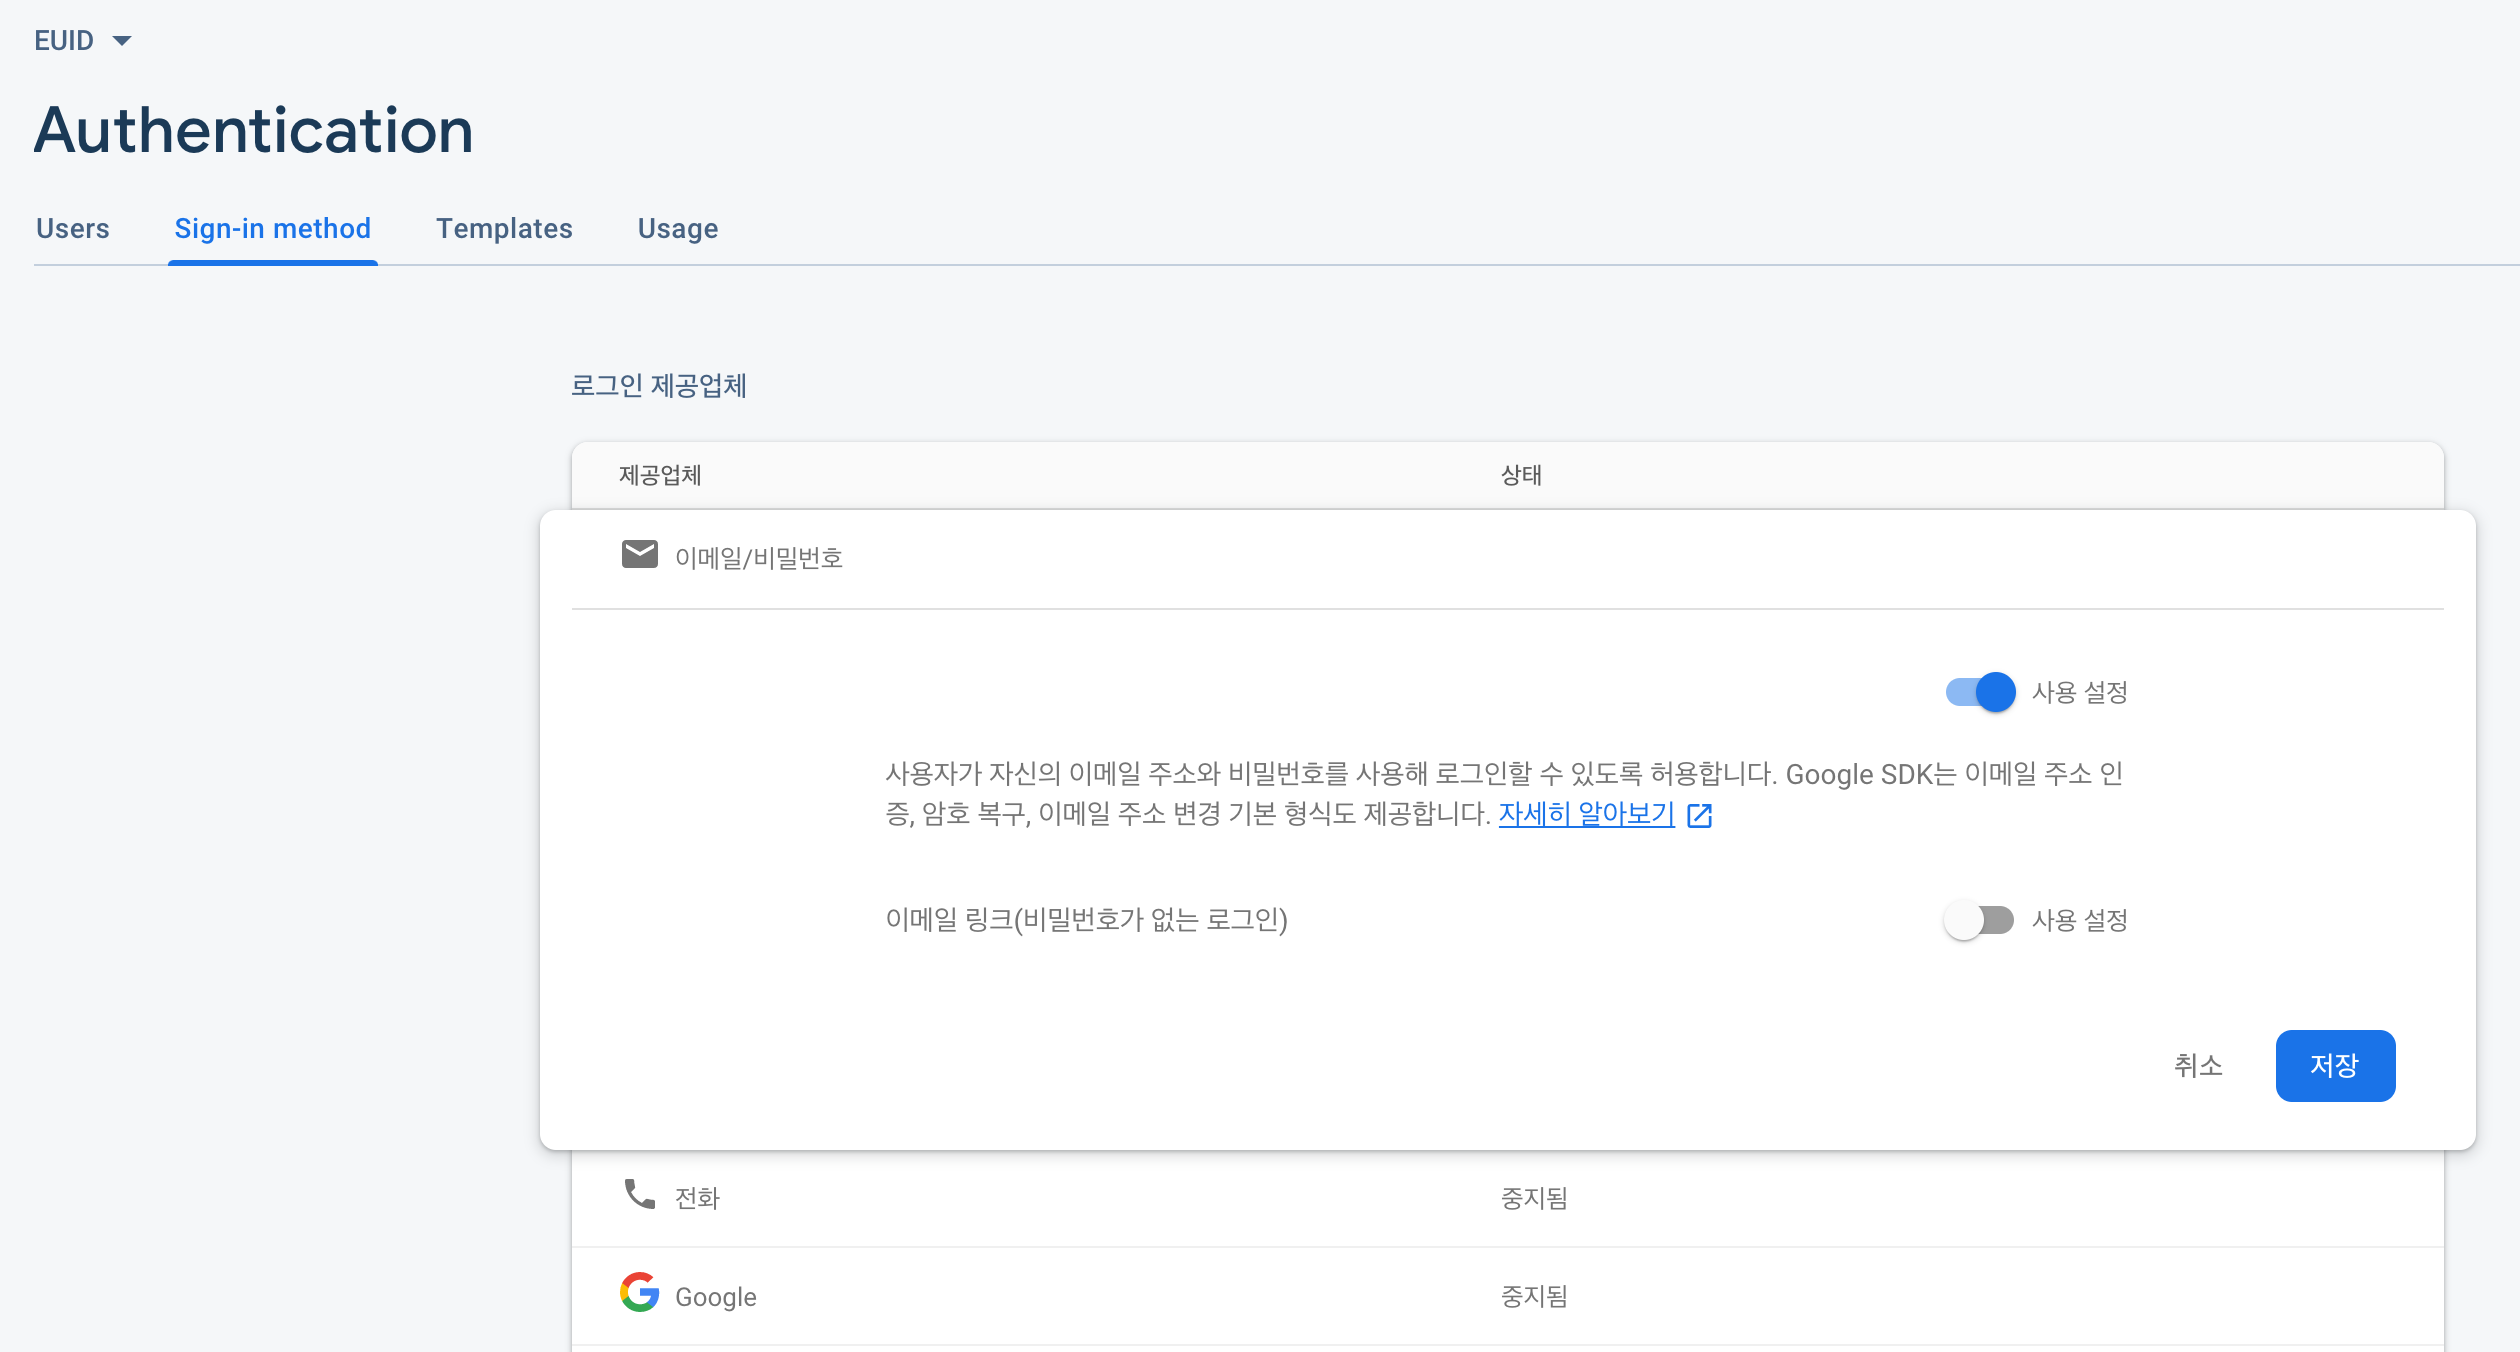 EUID
Authentication
Users Sign-in method Templates Usage
로그인 제공업체
제공업체 상태
이메일/비밀번호
사용 설정
사용자가 자신의 이메일 주소와 비밀번호를 사용해 로그인할 수 있도록 허용합니다. Google SDK는 이메일 주소 인
증, 암호 복구, 이메일 주소 변경 기본 형식도 제공합니다. 자세히 알아보기
이메일 링크(비밀번호가 없는 로그인) 사용 설정
취소 저장
전화 중지됨
Google 중지됨